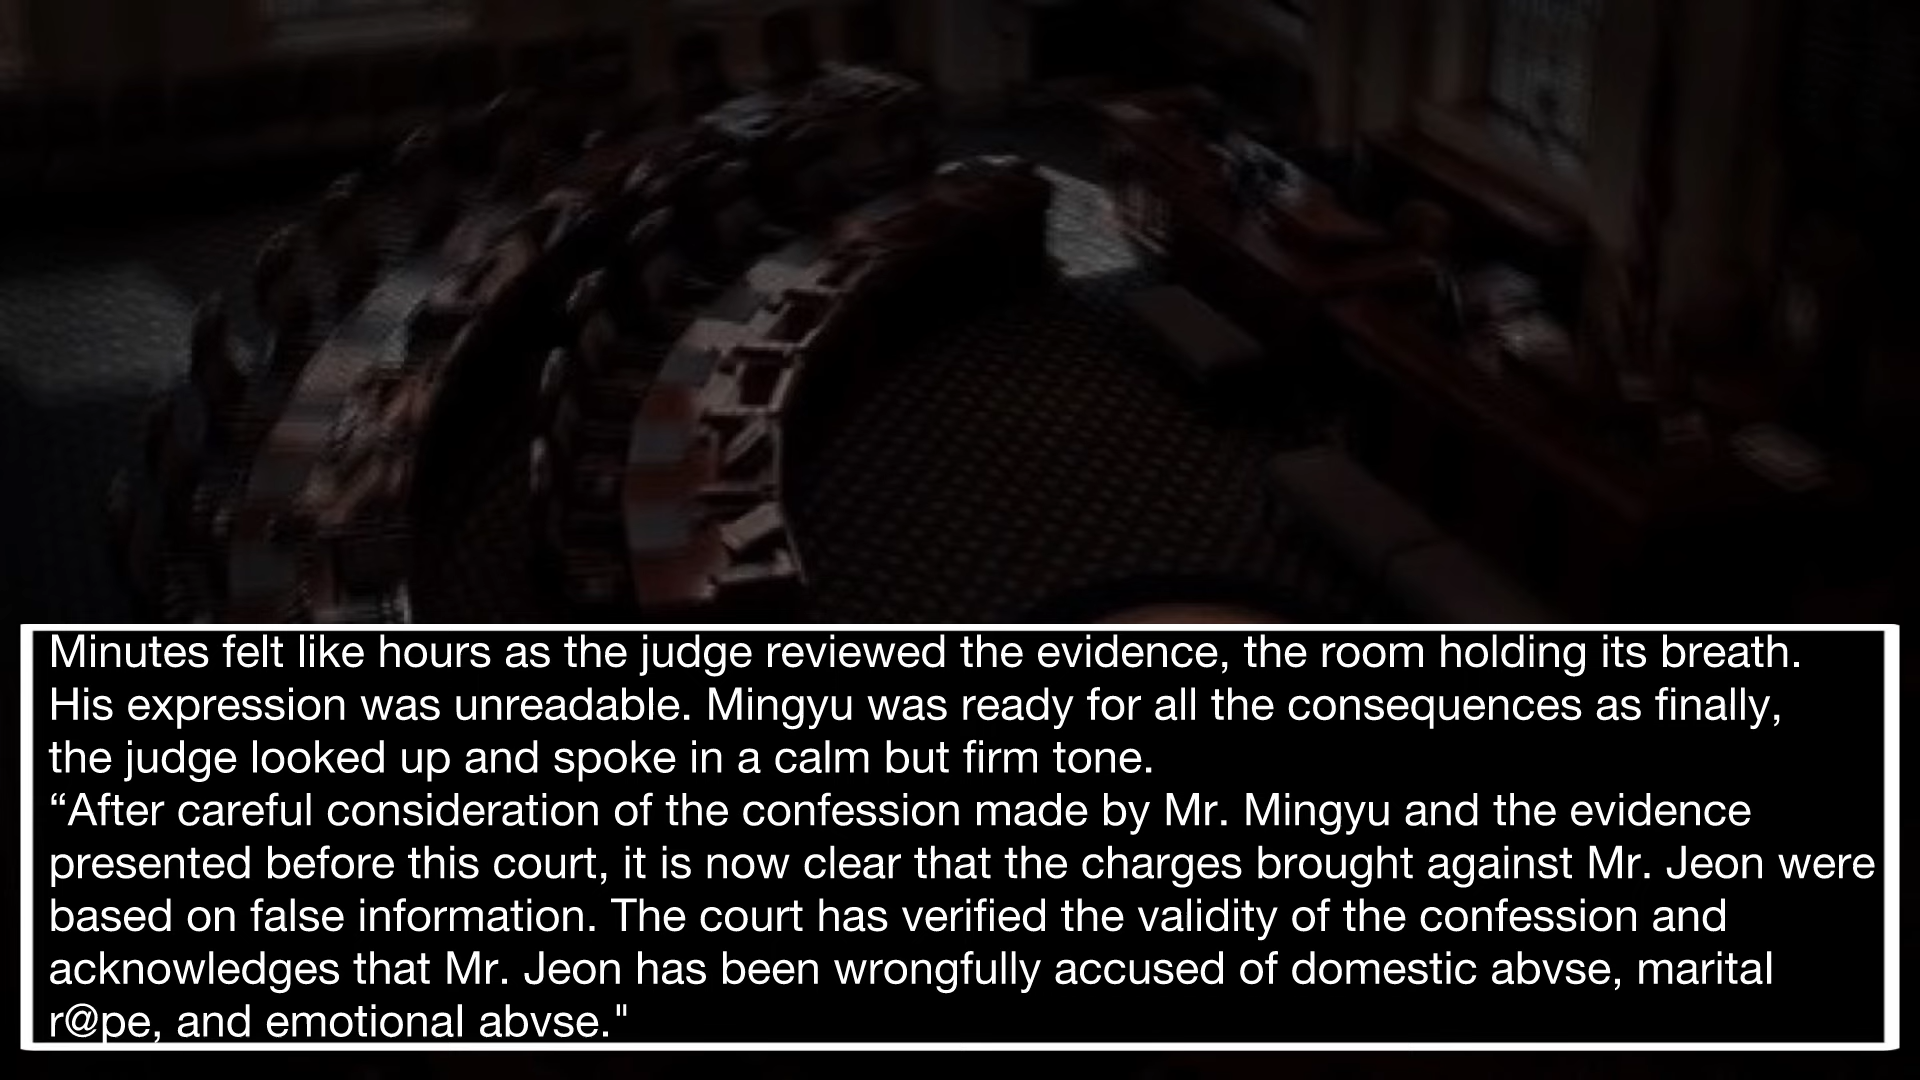 Minutes felt like hours as the judge reviewed the evidence, the room holding its breath.
His expression was unreadable. Mingyu was ready for all the consequences as finally,
the judge looked up and spoke in a calm but firm tone.
“After careful consideration of the confession made by Mr. Mingyu and the evidence
presented before this court, it is now clear that the charges brought against Mr. Jeon were
based on false information. The court has verified the validity of the confession and
acknowledges that Mr. Jeon has been wrongfully accused of domestic abvse, marital
r@pe, and emotional abvse."